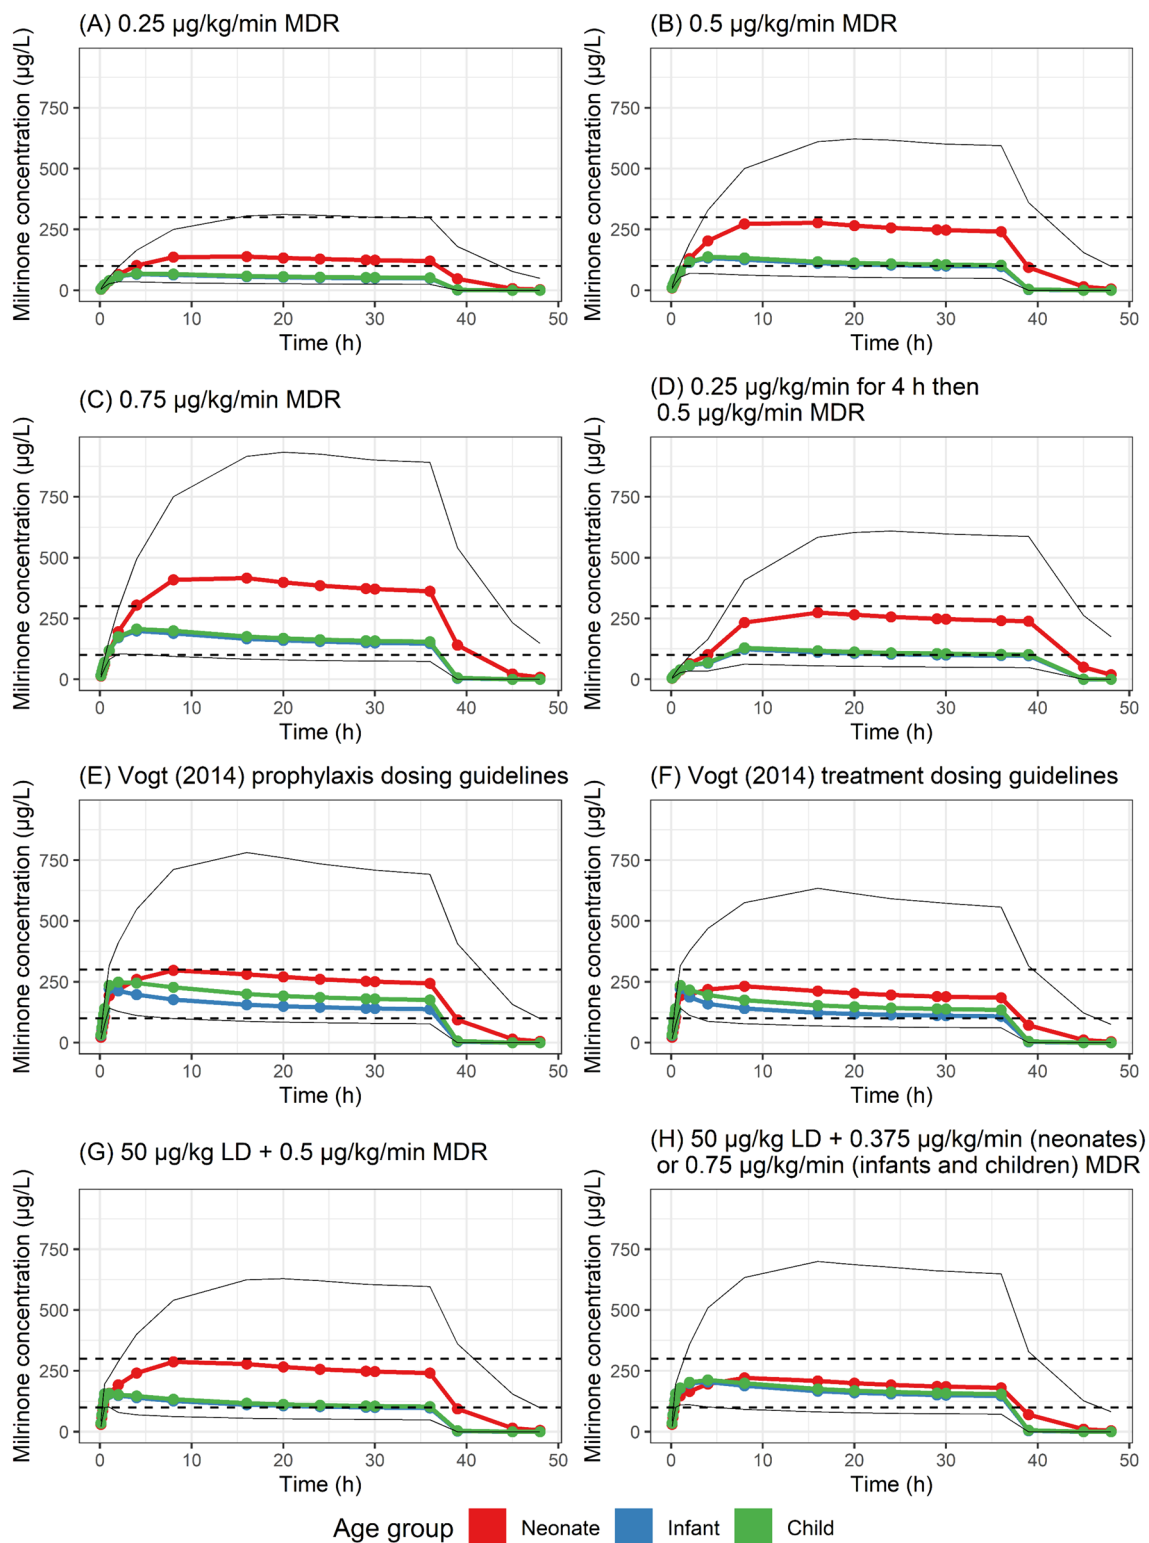 (A) 0.25 µg/kg/min MDR
Milrinone concentration (µg/L)
750
500
250
0
0 10 20 30 40 50
Time (h)
(B) 0.5 µg/kg/min MDR
Milrinone concentration (µg/L)
750
500
250
0
0 10 20 30 40 50
Time (h)
(C) 0.75 µg/kg/min MDR
Milrinone concentration (µg/L)
750
500
250
0
0 10 20 30 40 50
Time (h)
(D) 0.25 µg/kg/min for 4 h then
0.5 µg/kg/min MDR
Milrinone concentration (µg/L)
750
500
250
0
0 10 20 30 40 50
Time (h)
(E) Vogt (2014) prophylaxis dosing guidelines
Milrinone concentration (µg/L)
750
500
250
0
0 10 20 30 40 50
Time (h)
(F) Vogt (2014) treatment dosing guidelines
Milrinone concentration (µg/L)
750
500
250
0
0 10 20 30 40 50
Time (h)
(G) 50 µg/kg LD + 0.5 µg/kg/min MDR
Milrinone concentration (µg/L)
750
500
250
0
0 10 20 30 40 50
Time (h)
(H) 50 µg/kg LD + 0.375 µg/kg/min (neonates)
or 0.75 µg/kg/min (infants and children) MDR
Milrinone concentration (µg/L)
750
500
250
0
0 10 20 30 40 50
Time (h)
Age group Neonate Infant Child